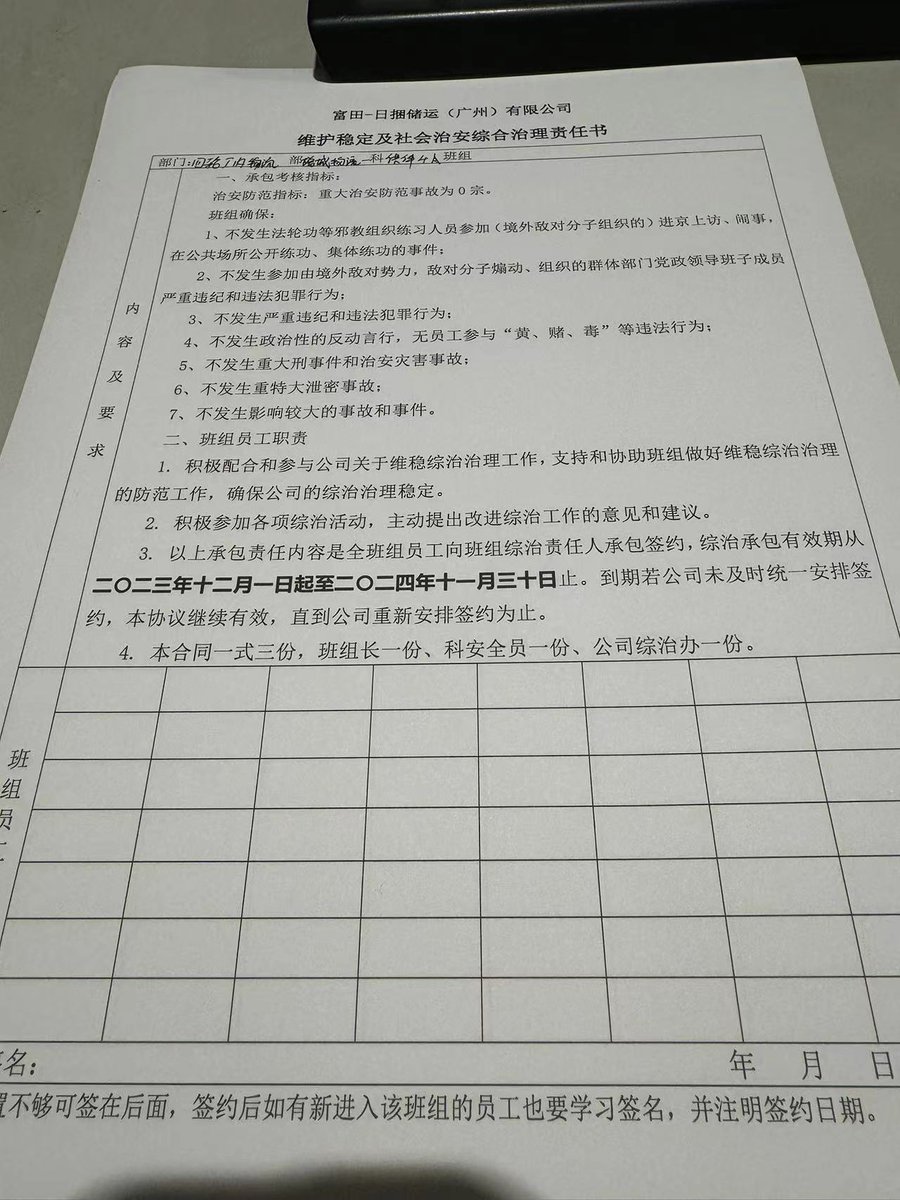 富田-日捆储运（广州）有限公司
维护稳定及社会治安综合治理责任书
部门: 部 科 班组
一、承包考核指标：
治安防范指标：重大治安防范事故为0宗。
班组确保：
1、不发生法轮功等邪教组织练习人员参加（境外敌对分子组织的）进京上访、闹事，
在公共场所公开练功、集体练功的事件；
2、不发生参加由境外敌对势力，敌对分子煽动、组织的群体部门党政领导班子成员
严重违纪和违法犯罪行为；
3、不发生严重违纪和违法犯罪行为；
4、不发生政治性的反动言行，无员工参与“黄、赌、毒”等违法行为；
5、不发生重大刑事件和治安灾害事故；
6、不发生重特大泄密事故；
7、不发生影响较大的事故和事件。
内容及要求
二、班组员工职责
1. 积极配合和参与公司关于维稳综治治理工作，支持和协助班组做好维稳综治治理
的防范工作，确保公司的综治治理稳定。
2. 积极参加各项综治活动，主动提出改进综治工作的意见和建议。
3. 以上承包责任内容是全班组员工向班组综治责任人承包签约，综治承包有效期从
二〇二三年十二月一日起至二〇二四年十一月三十日止。到期若公司未及时统一安排签
约，本协议继续有效，直到公司重新安排签约为止。
4. 本合同一式三份，班组长一份、科安全员一份、公司综治办一份。
班组员
名： 年 月 日
置不够可签在后面，签约后如有新进入该班组的员工也要学习签名，并注明签约日期。